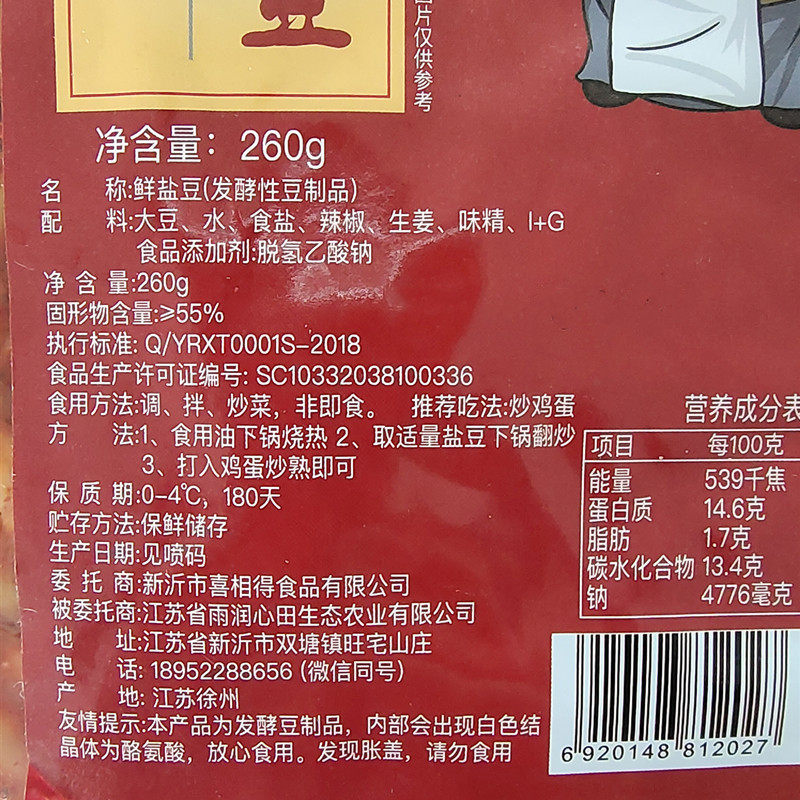 豆
图片仅供参考
净含量：260g
名 称:鲜盐豆(发酵性豆制品)
配 料:大豆、水、食盐、辣椒、生姜、味精、I+G
食品添加剂:脱氢乙酸钠
净 含 量:260g
固形物含量:≥55%
执行标准: Q/YRXT0001S-2018
食品生产许可证编号: SC10332038100336
食用方法:调、拌、炒菜，非即食。 推荐吃法:炒鸡蛋
方 法:1、食用油下锅烧热 2、取适量盐豆下锅翻炒
3、打入鸡蛋炒熟即可
保 质 期:0-4℃，180天
贮存方法:保鲜储存
生产日期:见喷码
委 托 商:新沂市喜相得食品有限公司
被委托商:江苏省雨润心田生态农业有限公司
地 址:江苏省新沂市双塘镇旺宅山庄
电 话: 18952288656 (微信同号)
产 地: 江苏徐州
友情提示:本产品为发酵豆制品，内部会出现白色结
晶体为酪氨酸，放心食用。发现胀盖，请勿食用
营养成分表
项目 每100克
能量 539千焦
蛋白质 14.6克
脂肪 1.7克
碳水化合物 13.4克
钠 4776毫克
6 920148 812027